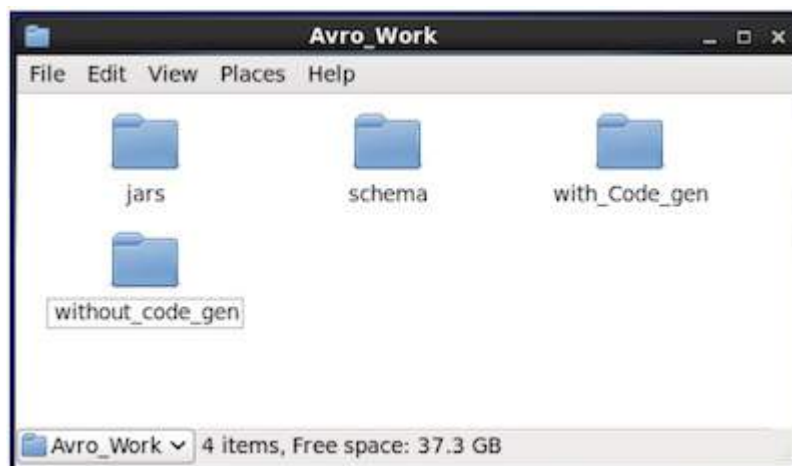 Avro_Work
File Edit View Places Help
jars schema with_Code_gen
without_code_gen
Avro_Work 4 items, Free space: 37.3 GB